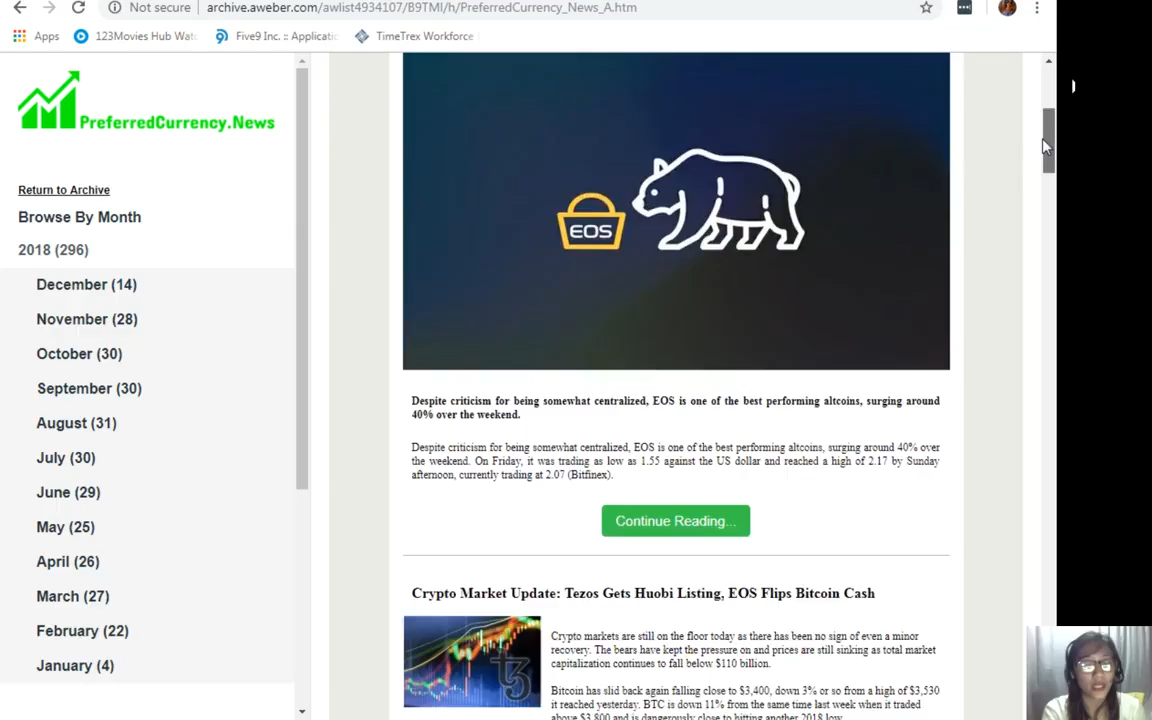 Not secure
archive.aweber.com/awlist4934107/B9TMI/h/PreferredCurrency_News_A.htm
Apps
123Movies Hub Wat
Five9 Inc. :: Applicati
TimeTrex Workforce
PreferredCurrency.News
Return to Archive
Browse By Month
2018 (296)
December (14)
November (28)
October (30)
September (30)
August (31)
July (30)
June (29)
May (25)
April (26)
March (27)
February (22)
January (4)
EOS
Despite criticism for being somewhat centralized, EOS is one of the best performing altcoins, surging around
40% over the weekend.
Despite criticism for being somewhat centralized, EOS is one of the best performing altcoins, surging around 40% over
the weekend. On Friday, it was trading as low as 1.55 against the US dollar and reached a high of 2.17 by Sunday
afternoon, currently trading at 2.07 (Bitfinex).
Continue Reading...
Crypto Market Update: Tezos Gets Huobi Listing, EOS Flips Bitcoin Cash
Crypto markets are still on the floor today as there has been no sign of even a minor
recovery. The bears have kept the pressure on and prices are still sinking as total market
capitalization continues to fall below $110 billion.
Bitcoin has slid back again falling close to $3,400, down 3% or so from a high of $3,530
it reached yesterday. BTC is down 11% from the same time last week when it traded
above $3,800 and is dangerously close to hitting another 2018 low.